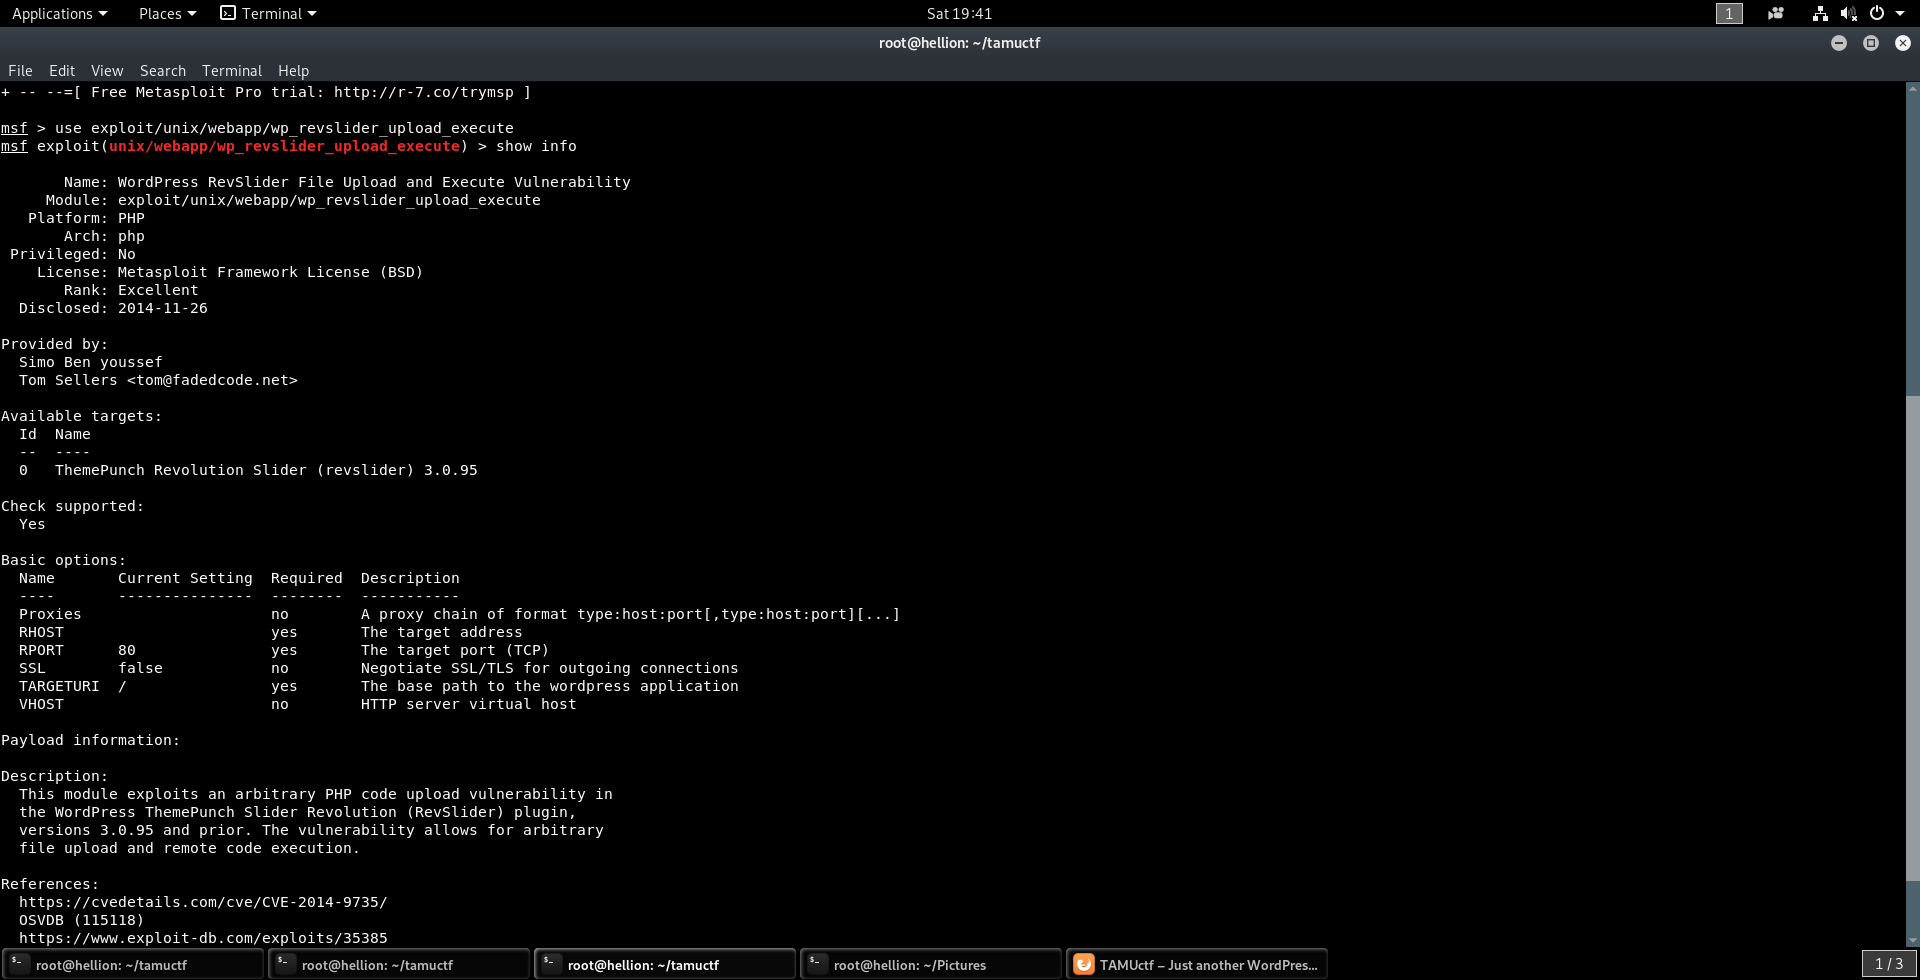 Applications Places Terminal Sat 19:41 1
root@hellion: ~/tamuctf
File Edit View Search Terminal Help
+ -- --=[ Free Metasploit Pro trial: http://r-7.co/trymsp ]
msf > use exploit/unix/webapp/wp_revslider_upload_execute
msf exploit(unix/webapp/wp_revslider_upload_execute) > show info
Name: WordPress RevSlider File Upload and Execute Vulnerability
Module: exploit/unix/webapp/wp_revslider_upload_execute
Platform: PHP
Arch: php
Privileged: No
License: Metasploit Framework License (BSD)
Rank: Excellent
Disclosed: 2014-11-26
Provided by:
Simo Ben youssef
Tom Sellers <tom@fadedcode.net>
Available targets:
Id  Name
--  ----
0   ThemePunch Revolution Slider (revslider) 3.0.95
Check supported:
Yes
Basic options:
Name       Current Setting  Required  Description
----       ---------------  --------  -----------
Proxies                     no        A proxy chain of format type:host:port[,type:host:port][...]
RHOST                       yes       The target address
RPORT      80               yes       The target port (TCP)
SSL        false            no        Negotiate SSL/TLS for outgoing connections
TARGETURI  /                yes       The base path to the wordpress application
VHOST                       no        HTTP server virtual host
Payload information:
Description:
This module exploits an arbitrary PHP code upload vulnerability in
the WordPress ThemePunch Slider Revolution (RevSlider) plugin,
versions 3.0.95 and prior. The vulnerability allows for arbitrary
file upload and remote code execution.
References:
https://cvedetails.com/cve/CVE-2014-9735/
OSVDB (115118)
https://www.exploit-db.com/exploits/35385
root@hellion: ~/tamuctf root@hellion: ~/tamuctf root@hellion: ~/tamuctf root@hellion: ~/Pictures TAMUctf – Just another WordPres... 1 / 3